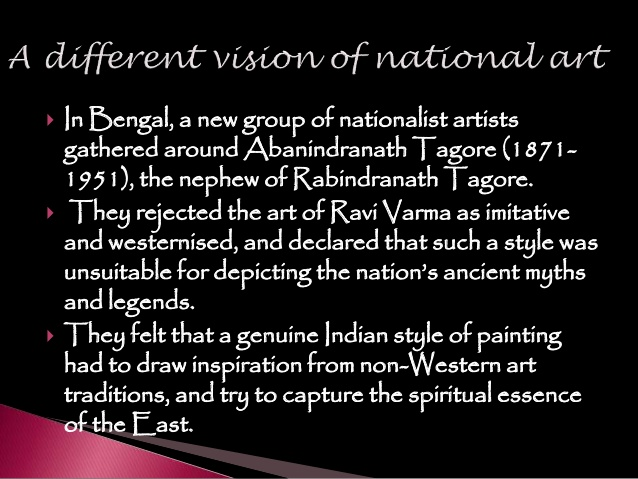 A different vision of national art
In Bengal, a new group of nationalist artists
gathered around Abanindranath Tagore (1871-
1951), the nephew of Rabindranath Tagore.
They rejected the art of Ravi Varma as imitative
and westernised, and declared that such a style was
unsuitable for depicting the nation's ancient myths
and legends.
They felt that a genuine Indian style of painting
had to draw inspiration from non-Western art
traditions, and try to capture the spiritual essence
of the East.